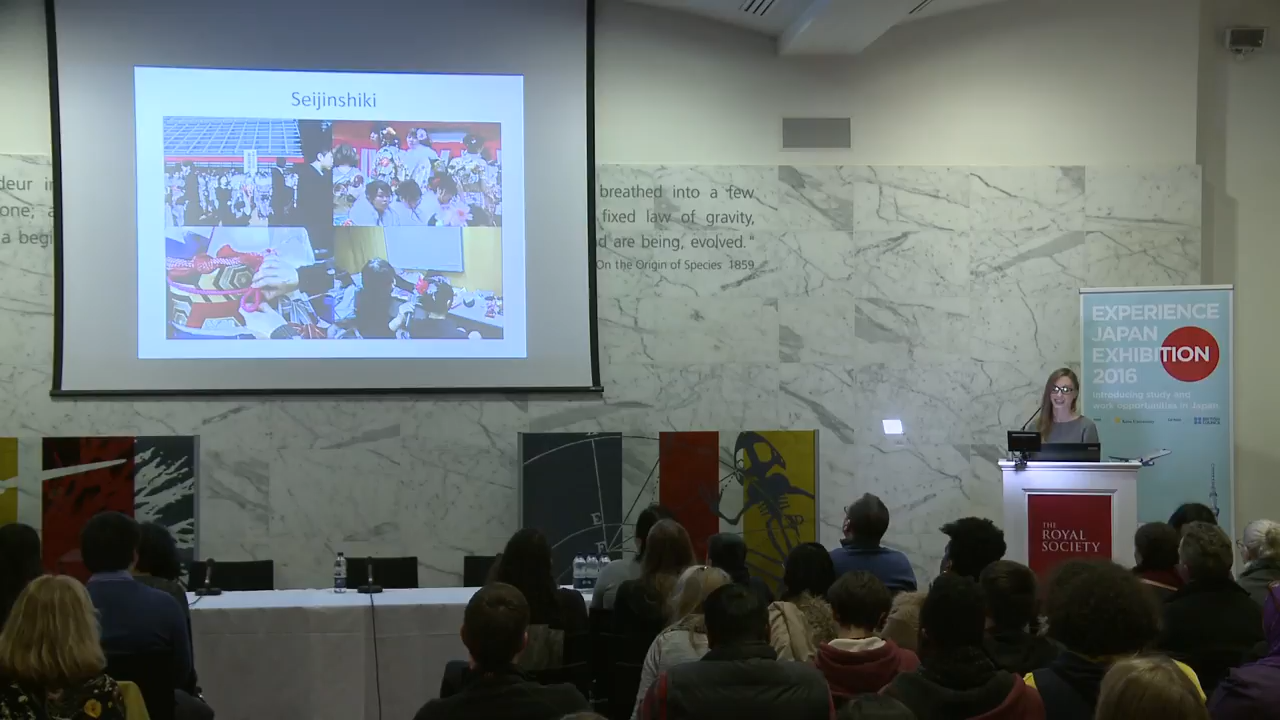 Seijinshiki
deur in
one; a
a begi
breathed into a few
fixed law of gravity,
d are being, evolved."
On the Origin of Species 1859
EXPERIENCE
JAPAN
EXHIBITION
2016
Introducing study and
work opportunities in Japan
THE
ROYAL
SOCIETY